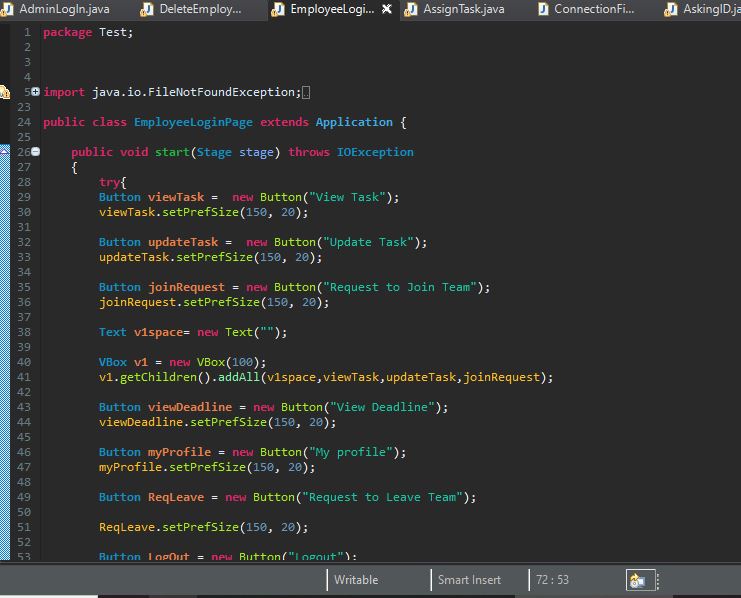 AdminLogIn.java DeleteEmploy... EmployeeLogi... AssignTask.java ConnectionFi... AskingID.ja
1 package Test;
2
3
4
5 import java.io.FileNotFoundException;
23
24 public class EmployeeLoginPage extends Application {
25
26 public void start(Stage stage) throws IOException
27 {
28 try{
29 Button viewTask =  new Button("View Task");
30 viewTask.setPrefSize(150, 20);
31
32 Button updateTask =  new Button("Update Task");
33 updateTask.setPrefSize(150, 20);
34
35 Button joinRequest = new Button("Request to Join Team");
36 joinRequest.setPrefSize(150, 20);
37
38 Text v1space= new Text("");
39
40 VBox v1 = new VBox(100);
41 v1.getChildren().addAll(v1space,viewTask,updateTask,joinRequest);
42
43 Button viewDeadline = new Button("View Deadline");
44 viewDeadline.setPrefSize(150, 20);
45
46 Button myProfile = new Button("My profile");
47 myProfile.setPrefSize(150, 20);
48
49 Button ReqLeave = new Button("Request to Leave Team");
50
51 ReqLeave.setPrefSize(150, 20);
52
53 Button LogOut = new Button("Logout");
Writable Smart Insert 72 : 53